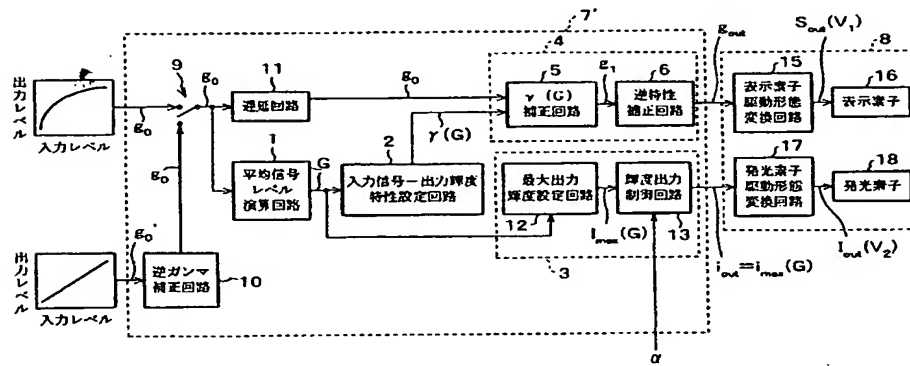 7'
4
g_out
S_out(V₁)
8
9
g₀
11
g₀
5
g₁
6
15
16
出力レベル
g₀
遅延回路
γ(G)
補正回路
逆特性
補正回路
表示素子
駆動形態
変換回路
表示素子
入力レベル
γ(G)
g₀
1
G
2
17
18
平均信号
レベル
演算回路
入力信号－出力輝度
特性設定回路
最大出力
輝度設定回路
輝度出力
制御回路
発光素子
駆動形態
変換回路
発光素子
12
I_max(G)
13
I_out(V₂)
出力レベル
g₀'
逆ガンマ
補正回路
10
3
i_out=i_max(G)
入力レベル
α